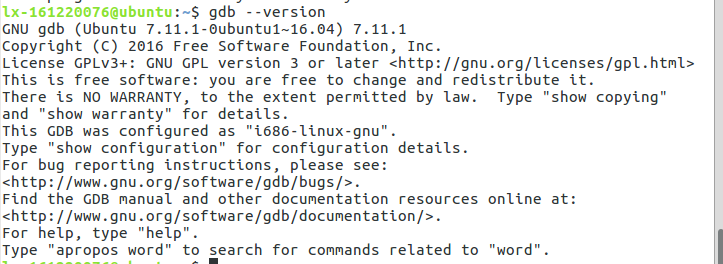 lx-161220076@ubuntu:~$ gdb --version
GNU gdb (Ubuntu 7.11.1-0ubuntu1~16.04) 7.11.1
Copyright (C) 2016 Free Software Foundation, Inc.
License GPLv3+: GNU GPL version 3 or later <http://gnu.org/licenses/gpl.html>
This is free software: you are free to change and redistribute it.
There is NO WARRANTY, to the extent permitted by law.  Type "show copying"
and "show warranty" for details.
This GDB was configured as "i686-linux-gnu".
Type "show configuration" for configuration details.
For bug reporting instructions, please see:
<http://www.gnu.org/software/gdb/bugs/>.
Find the GDB manual and other documentation resources online at:
<http://www.gnu.org/software/gdb/documentation/>.
For help, type "help".
Type "apropos word" to search for commands related to "word".
lx-161220076@ubuntu:~$